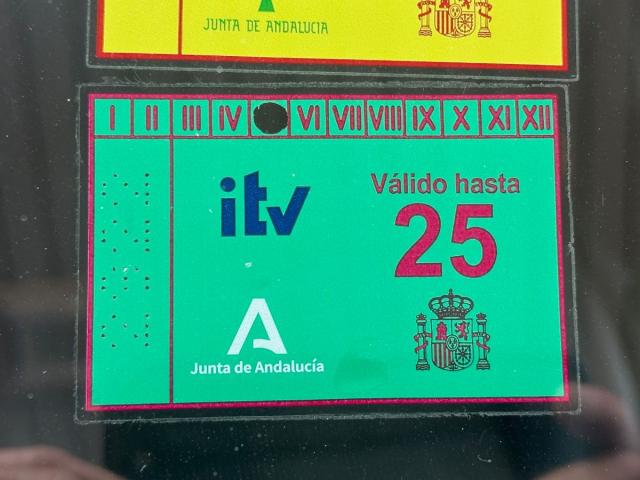 JUNTA DE ANDALUCIA
I II III IV VI VII VIII IX X XI XII
itv
Válido hasta
25
Junta de Andalucía